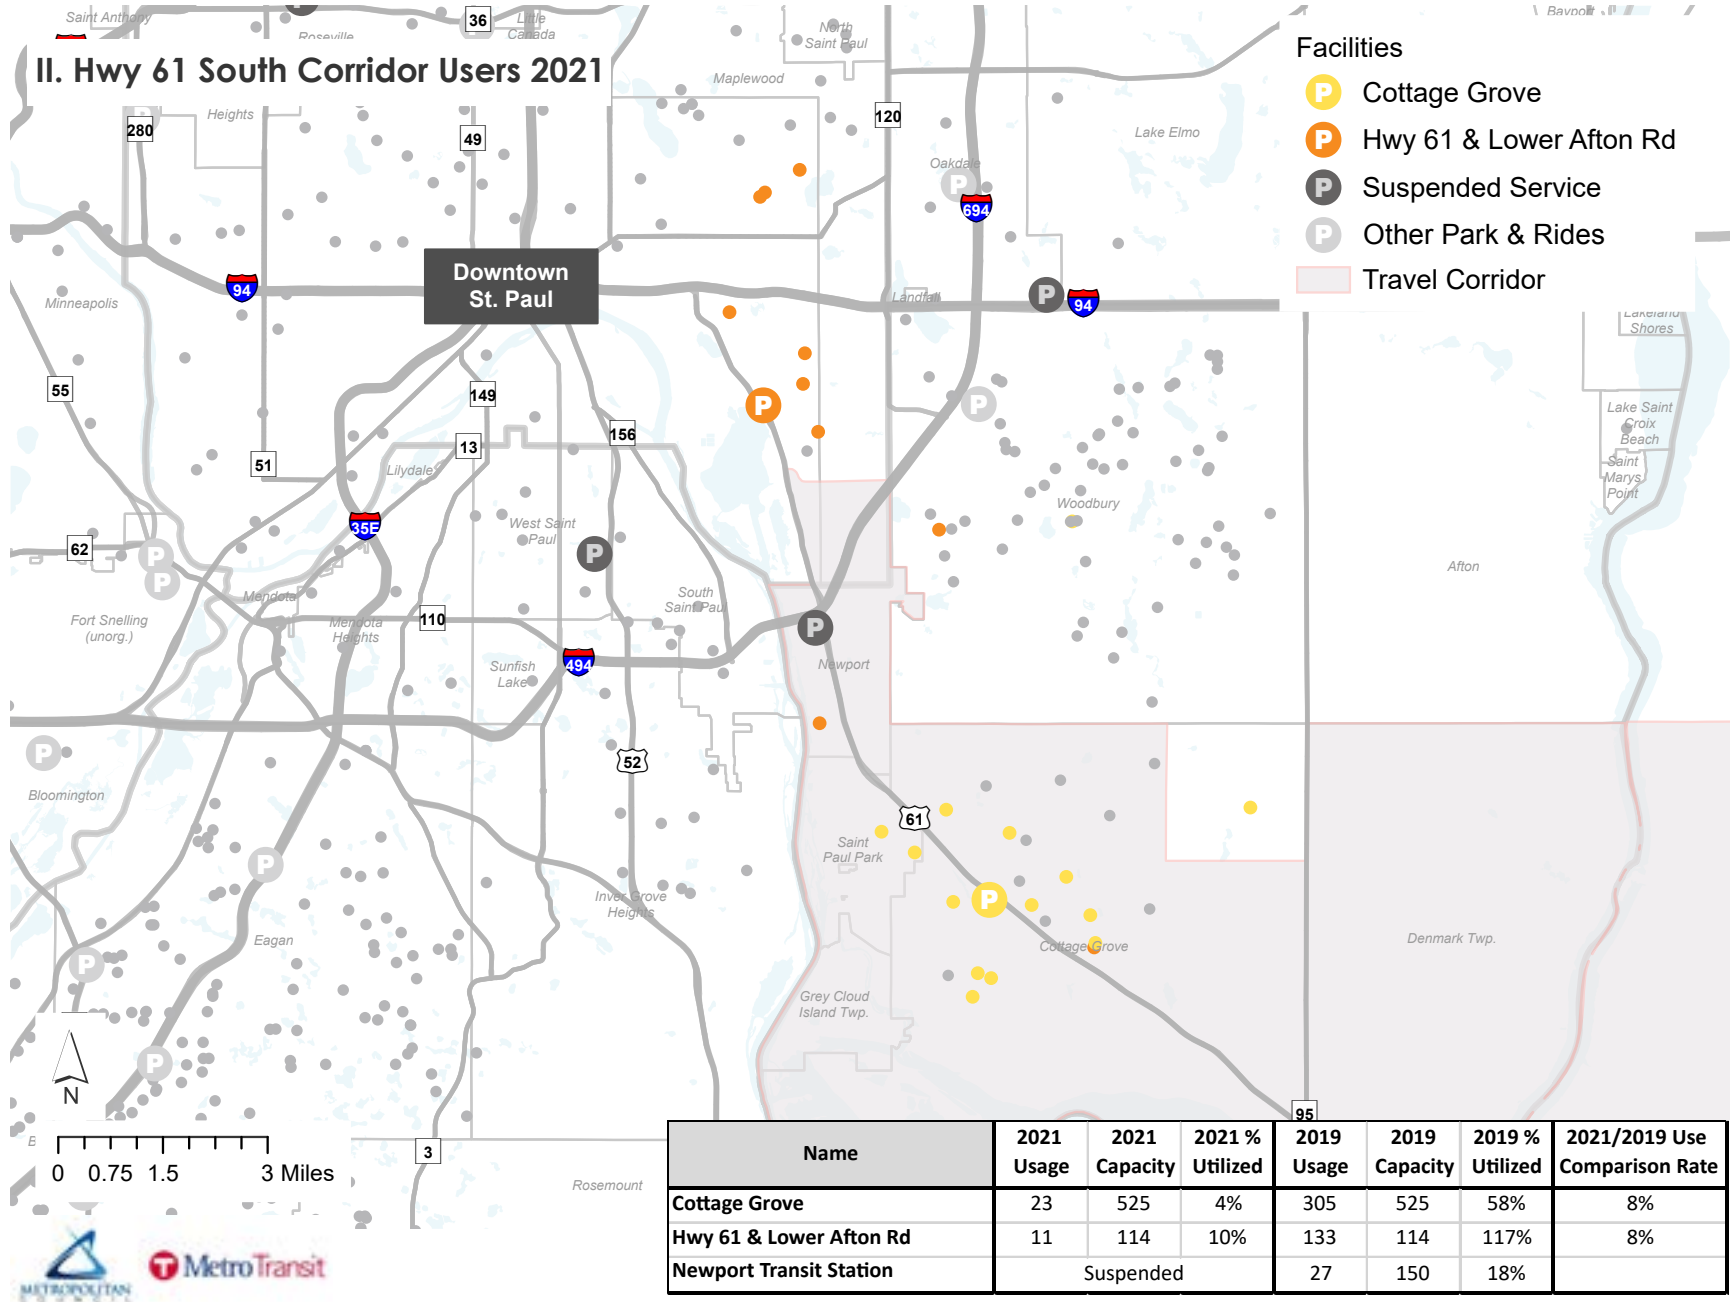 II. Hwy 61 South Corridor Users 2021
Saint Anthony
Roseville
36
Little
Canada
North
Saint Paul
Maplewood
Bayport
Facilities
P Cottage Grove
P Hwy 61 & Lower Afton Rd
P Suspended Service
P Other Park & Rides
Travel Corridor
280
Heights
49
120
Lake Elmo
Oakdale
P
694
Downtown
St. Paul
94
Minneapolis
Landfall
P
94
Lakeland
Shores
55
149
P
P
Lake Saint
Croix
Beach
13
156
51
Lilydale
Saint
Marys
Point
Woodbury
35E
West Saint
Paul
62
P
P
P
Afton
Mendota
South
Saint Paul
Fort Snelling
(unorg.)
110
Mendota
Heights
P
494
Sunfish
Lake
Newport
P
52
Bloomington
61
Saint
Paul Park
P
P
Inver Grove
Heights
Eagan
Cottage Grove
Denmark Twp.
P
Grey Cloud
Island Twp.
P
N
95
0 0.75 1.5 3 Miles
3
Rosemount
Name 2021 Usage 2021 Capacity 2021 % Utilized 2019 Usage 2019 Capacity 2019 % Utilized 2021/2019 Use Comparison Rate
Cottage Grove 23 525 4% 305 525 58% 8%
Hwy 61 & Lower Afton Rd 11 114 10% 133 114 117% 8%
Newport Transit Station Suspended 27 150 18%
METROPOLITAN
T MetroTransit